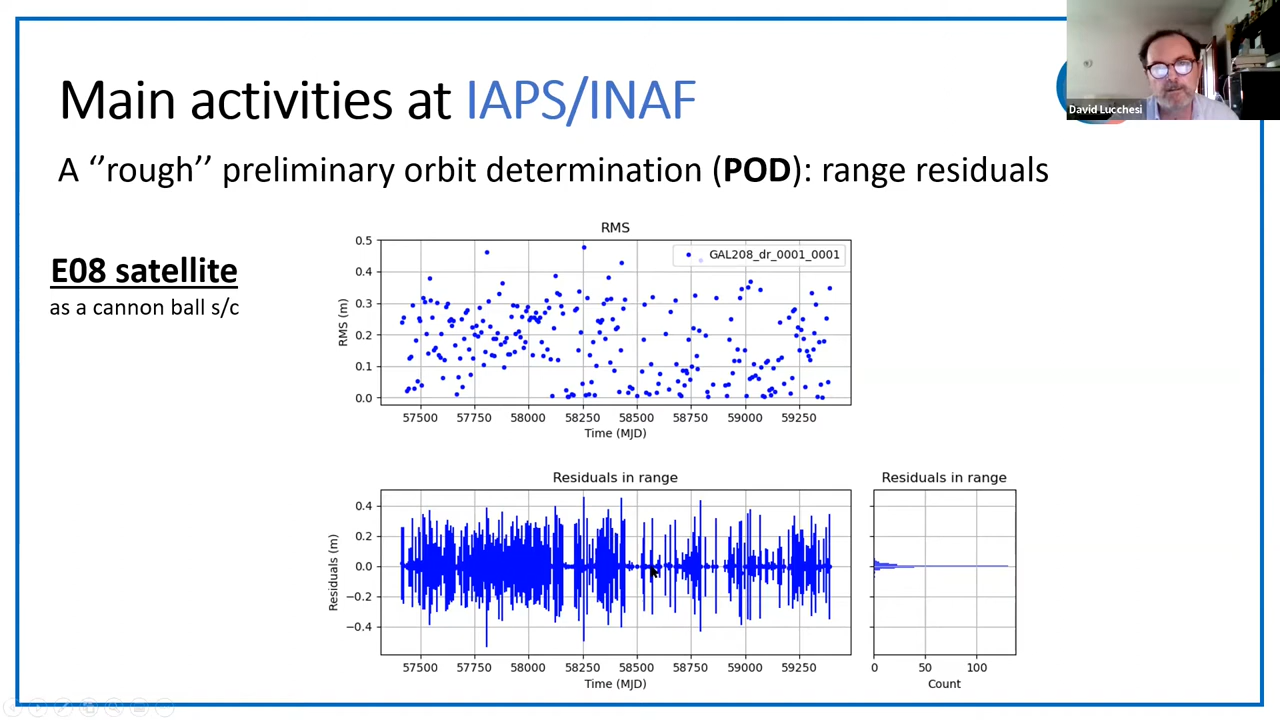 David Lucchesi
Main activities at IAPS/INAF
A ‘’rough’’ preliminary orbit determination (POD): range residuals
E08 satellite
as a cannon ball s/c
RMS
GAL208_dr_0001_0001
RMS (m)
0.5
0.4
0.3
0.2
0.1
0.0
57500 57750 58000 58250 58500 58750 59000 59250
Time (MJD)
Residuals in range
Residuals (m)
0.4
0.2
0.0
−0.2
−0.4
57500 57750 58000 58250 58500 58750 59000 59250
Time (MJD)
Residuals in range
0 50 100
Count